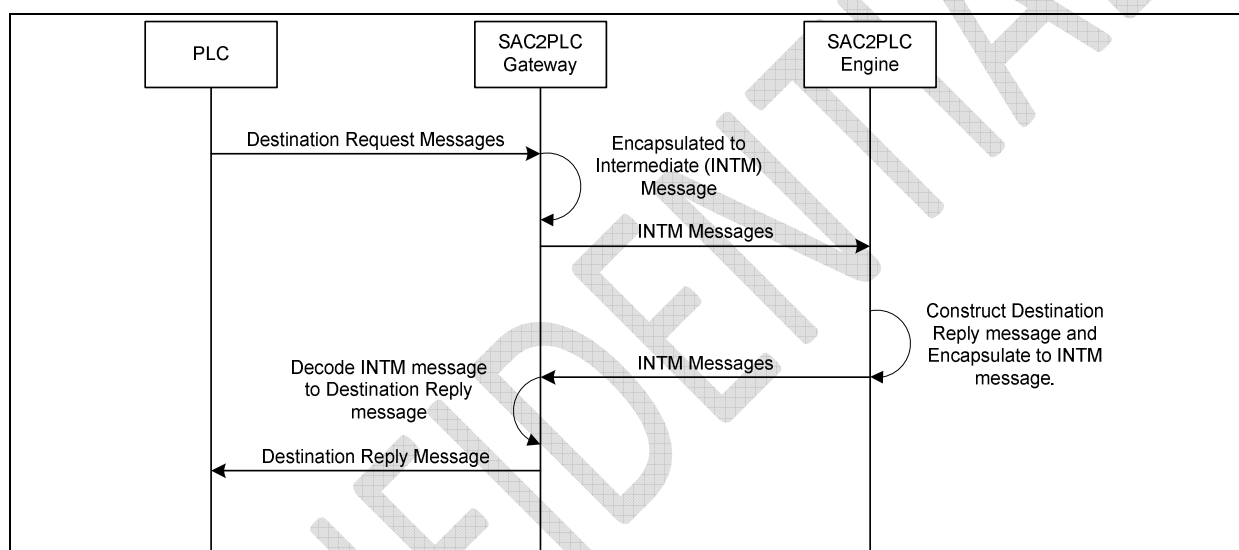 PLC
SAC2PLC
Gateway
SAC2PLC
Engine
Destination Request Messages
Encapsulated to
Intermediate (INTM)
Message
INTM Messages
Construct Destination
Reply message and
Encapsulate to INTM
message.
INTM Messages
Decode INTM message
to Destination Reply
message
Destination Reply Message
FIDENTIA